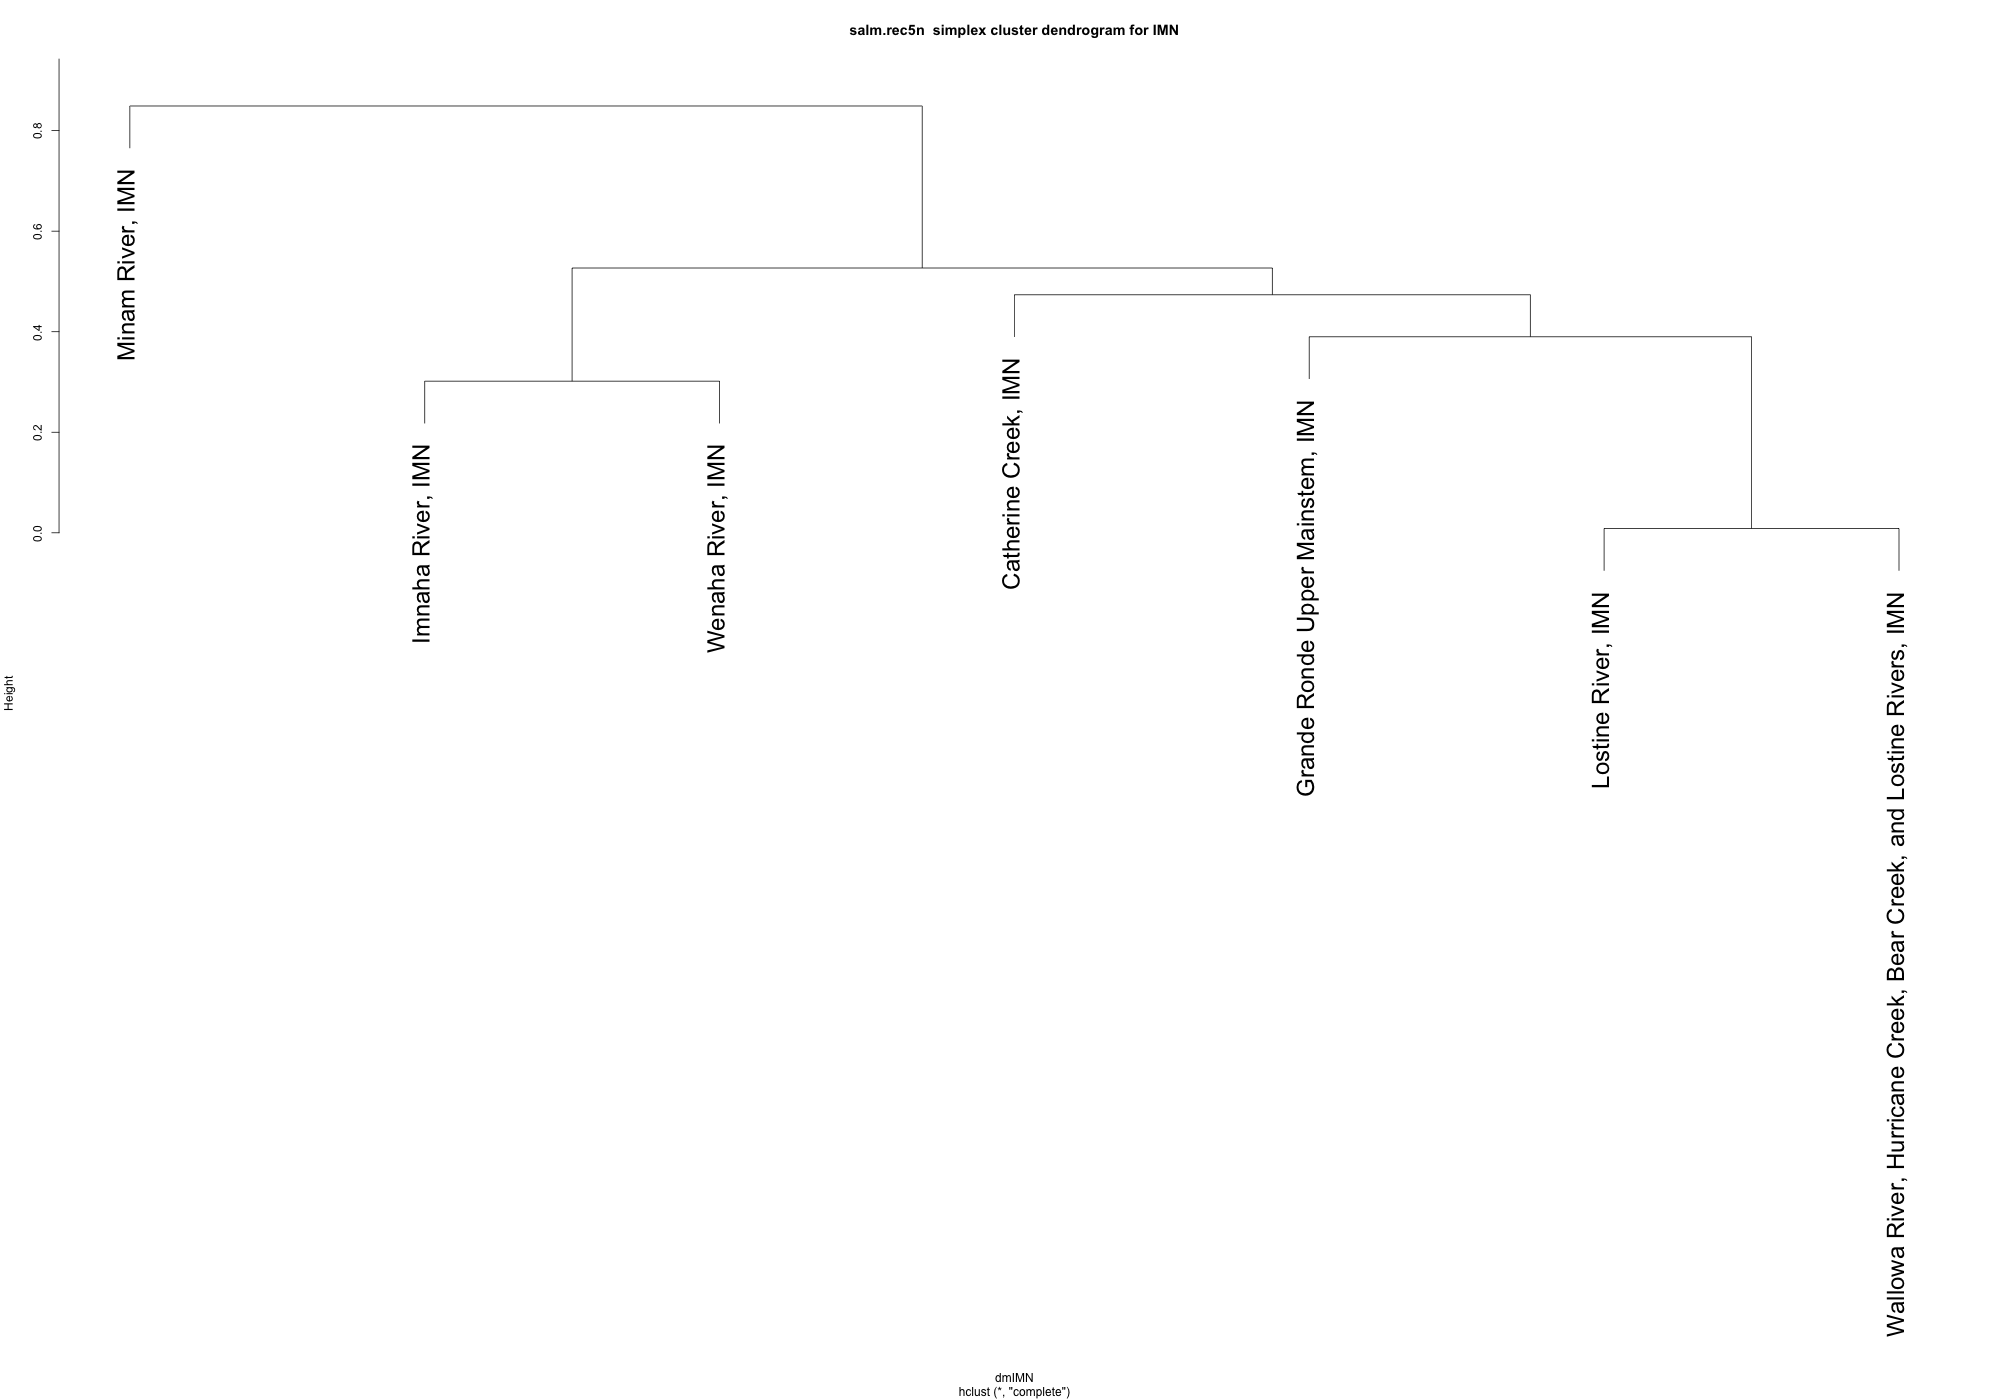 salm.rec5n  simplex cluster dendrogram for IMN
Height
0.8
0.6
0.4
0.2
0.0
Minam River, IMN
Imnaha River, IMN
Wenaha River, IMN
Catherine Creek, IMN
Grande Ronde Upper Mainstem, IMN
Lostine River, IMN
Wallowa River, Hurricane Creek, Bear Creek, and Lostine Rivers, IMN
dmIMN
hclust (*, "complete")